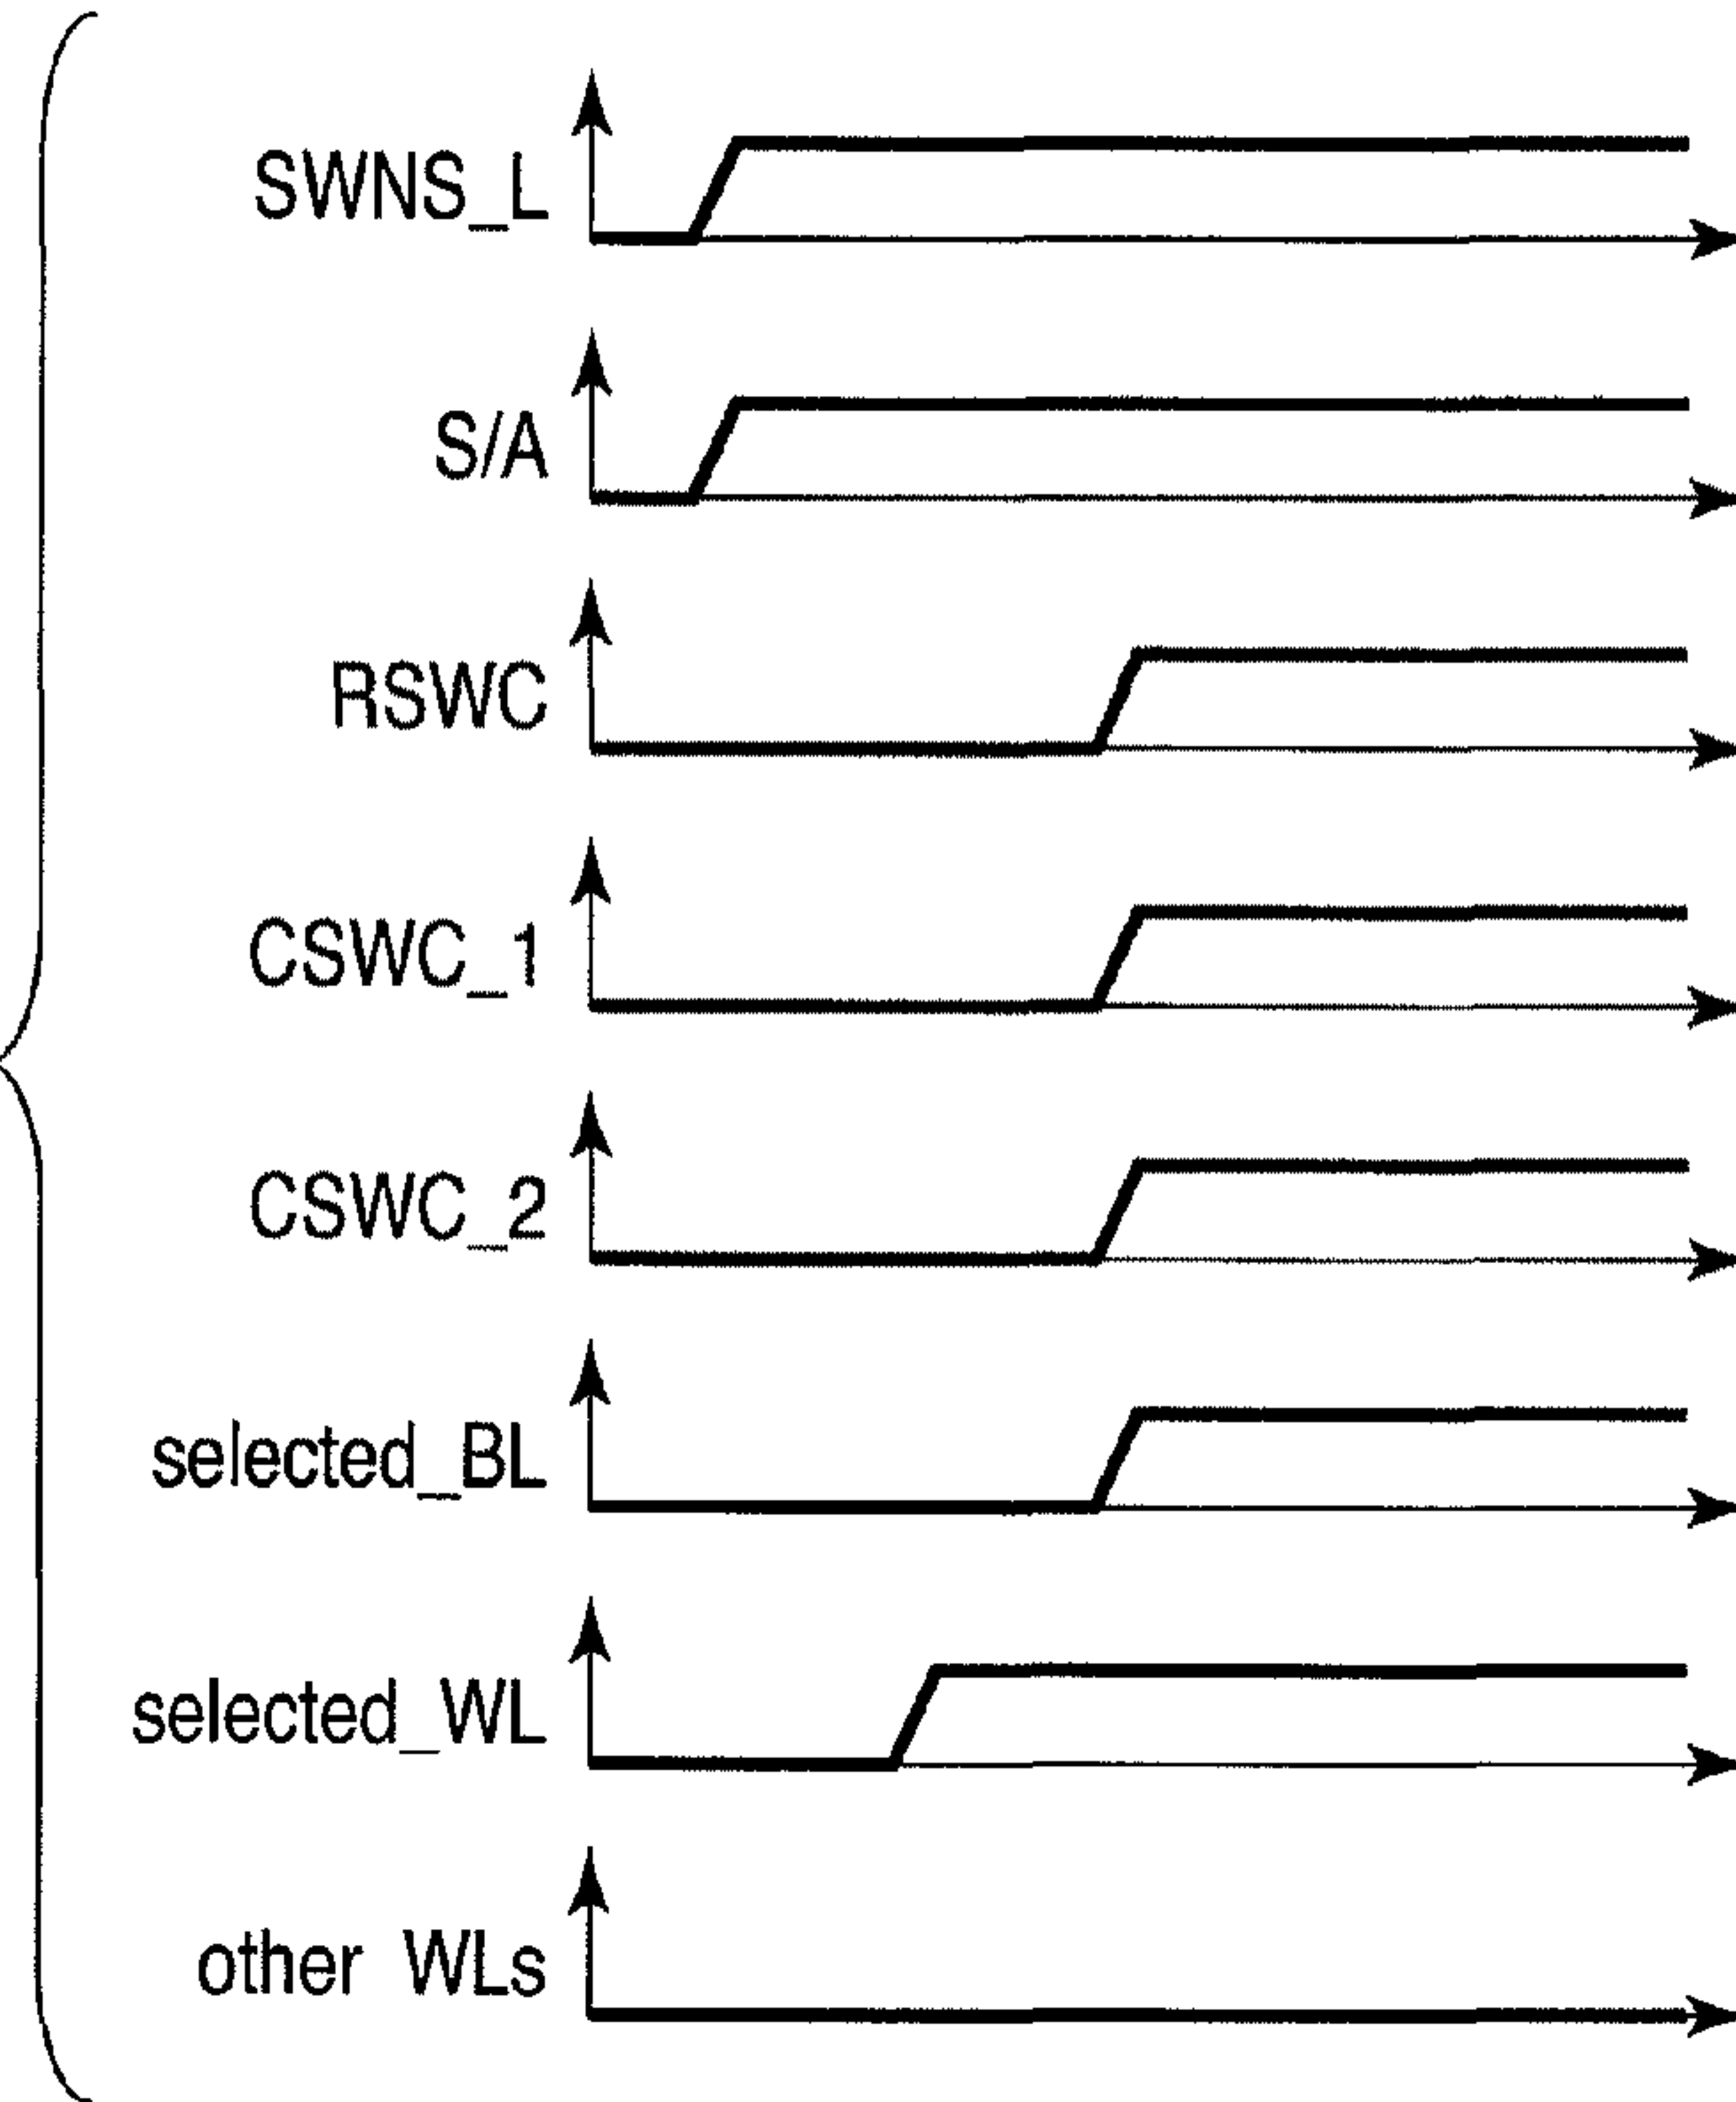 SWNS_L
S/A
RSWC
CSWC_1
CSWC_2
selected_BL
selected_WL
other WLs